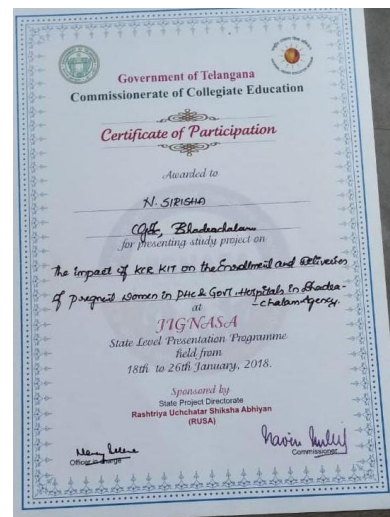 Government of Telangana
Commissionerate of Collegiate Education
Certificate of Participation
Awarded to
N. SIRISHA
Bhadrachalam
for presenting study project on
The impact of KCR KIT on the Enrollment and Deliveries
of pregnent women in PHC & Govt. Hospitals in Bhadra-
-chalam Agency.
at
JIGNASA
State Level Presentation Programme
held from
18th to 26th January, 2018.
Sponsored by
State Project Directorate
Rashtriya Uchchatar Shiksha Abhiyan
(RUSA)
Officer in charge
Commissioner